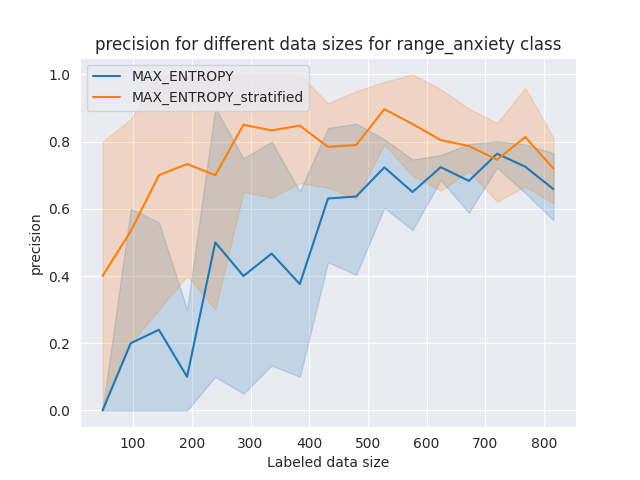 precision for different data sizes for range_anxiety class
MAX_ENTROPY
MAX_ENTROPY_stratified
1.0
0.8
0.6
0.4
0.2
0.0
precision
100 200 300 400 500 600 700 800
Labeled data size